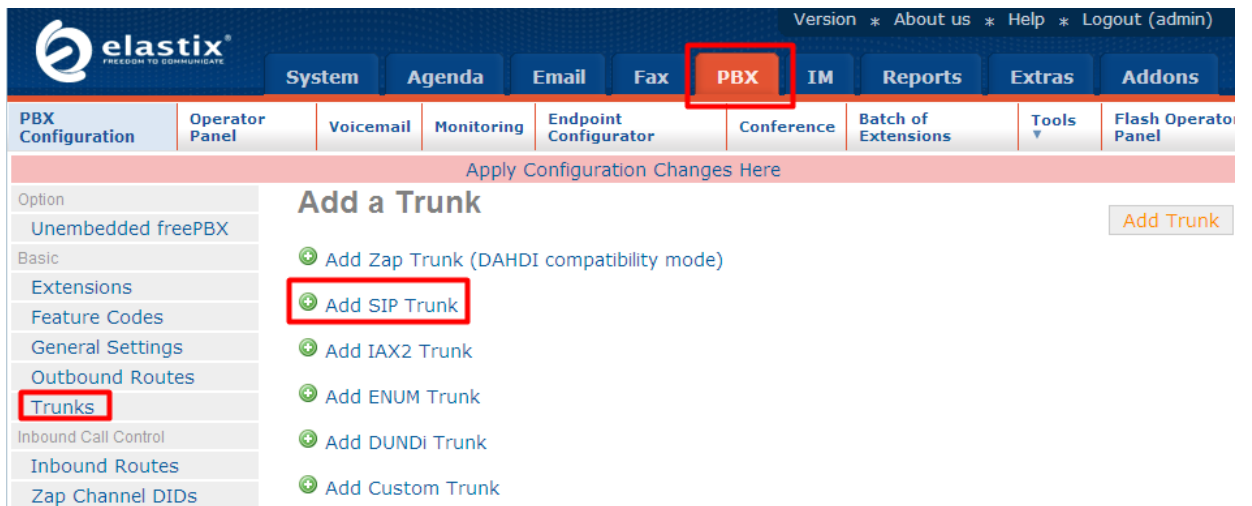 Version * About us * Help * Logout (admin)
elastix®
FREEDOM TO COMMUNICATE
System Agenda Email Fax PBX IM Reports Extras Addons
PBX Configuration Operator Panel Voicemail Monitoring Endpoint Configurator Conference Batch of Extensions Tools ▼ Flash Operator Panel
Apply Configuration Changes Here
Option
Unembedded freePBX
Basic
Extensions
Feature Codes
General Settings
Outbound Routes
Trunks
Inbound Call Control
Inbound Routes
Zap Channel DIDs
Add a Trunk
Add Trunk
Add Zap Trunk (DAHDI compatibility mode)
Add SIP Trunk
Add IAX2 Trunk
Add ENUM Trunk
Add DUNDi Trunk
Add Custom Trunk